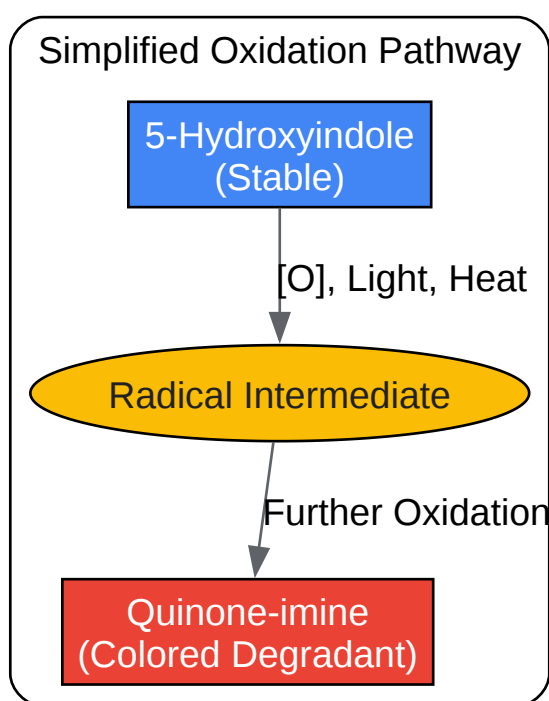 Simplified Oxidation Pathway
5-Hydroxyindole
(Stable)
[O], Light, Heat
Radical Intermediate
Further Oxidation
Quinone-imine
(Colored Degradant)